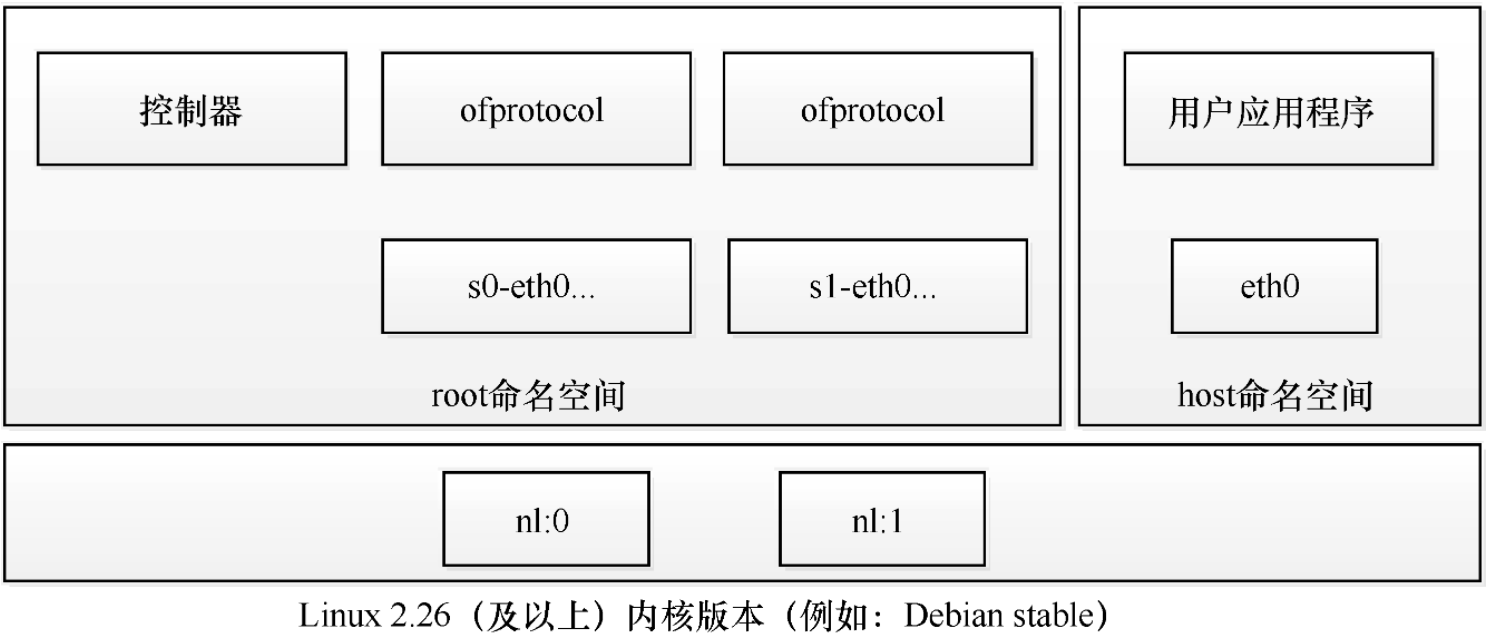 控制器 ofprotocol ofprotocol 用户应用程序
s0-eth0... s1-eth0... eth0
root命名空间 host命名空间
nl:0 nl:1
Linux 2.26（及以上）内核版本（例如：Debian stable）